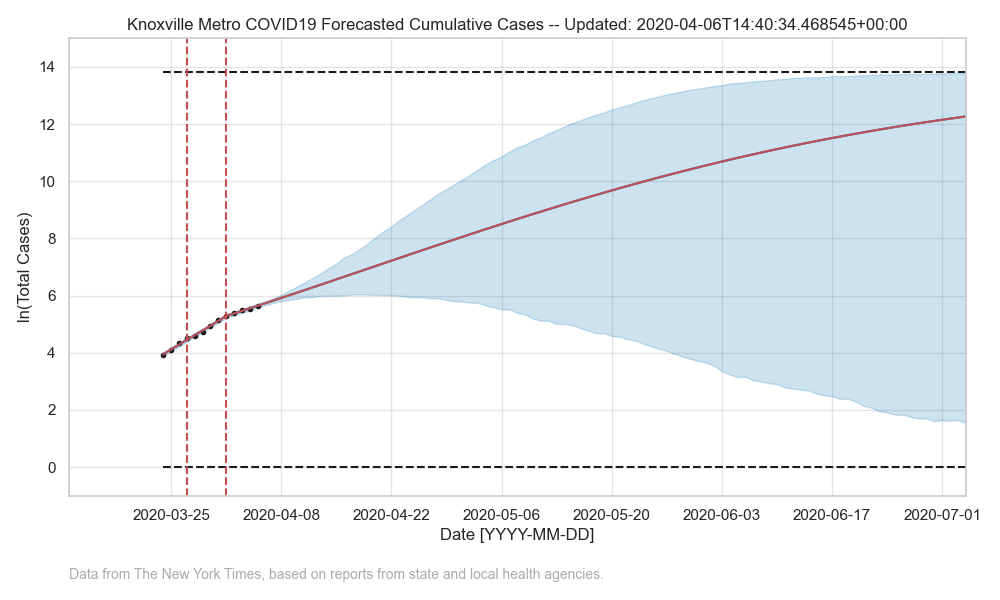 Knoxville Metro COVID19 Forecasted Cumulative Cases -- Updated: 2020-04-06T14:40:34.468545+00:00
ln(Total Cases)
14
12
10
8
6
4
2
0
2020-03-25 2020-04-08 2020-04-22 2020-05-06 2020-05-20 2020-06-03 2020-06-17 2020-07-01
Date [YYYY-MM-DD]
Data from The New York Times, based on reports from state and local health agencies.